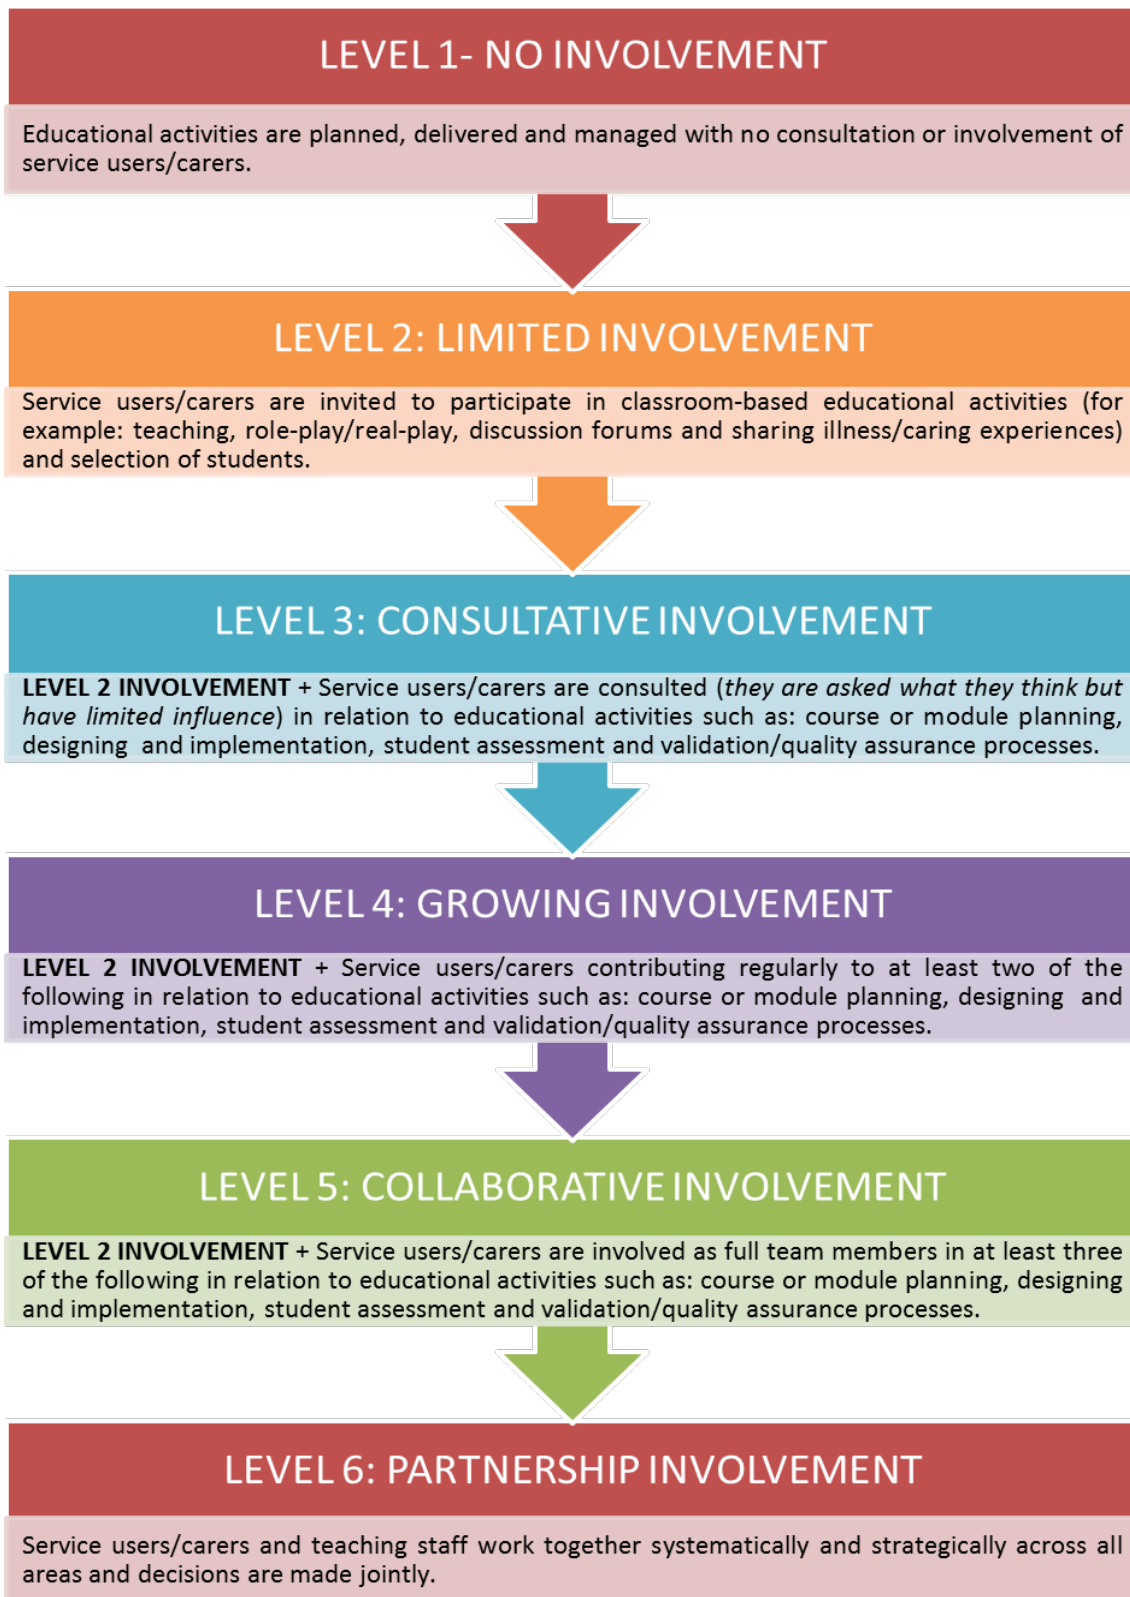 LEVEL 1- NO INVOLVEMENT
Educational activities are planned, delivered and managed with no consultation or involvement of
service users/carers.
LEVEL 2: LIMITED INVOLVEMENT
Service users/carers are invited to participate in classroom-based educational activities (for
example: teaching, role-play/real-play, discussion forums and sharing illness/caring experiences)
and selection of students.
LEVEL 3: CONSULTATIVE INVOLVEMENT
LEVEL 2 INVOLVEMENT + Service users/carers are consulted (they are asked what they think but
have limited influence) in relation to educational activities such as: course or module planning,
designing and implementation, student assessment and validation/quality assurance processes.
LEVEL 4: GROWING INVOLVEMENT
LEVEL 2 INVOLVEMENT + Service users/carers contributing regularly to at least two of the
following in relation to educational activities such as: course or module planning, designing and
implementation, student assessment and validation/quality assurance processes.
LEVEL 5: COLLABORATIVE INVOLVEMENT
LEVEL 2 INVOLVEMENT + Service users/carers are involved as full team members in at least three
of the following in relation to educational activities such as: course or module planning, designing
and implementation, student assessment and validation/quality assurance processes.
LEVEL 6: PARTNERSHIP INVOLVEMENT
Service users/carers and teaching staff work together systematically and strategically across all
areas and decisions are made jointly.